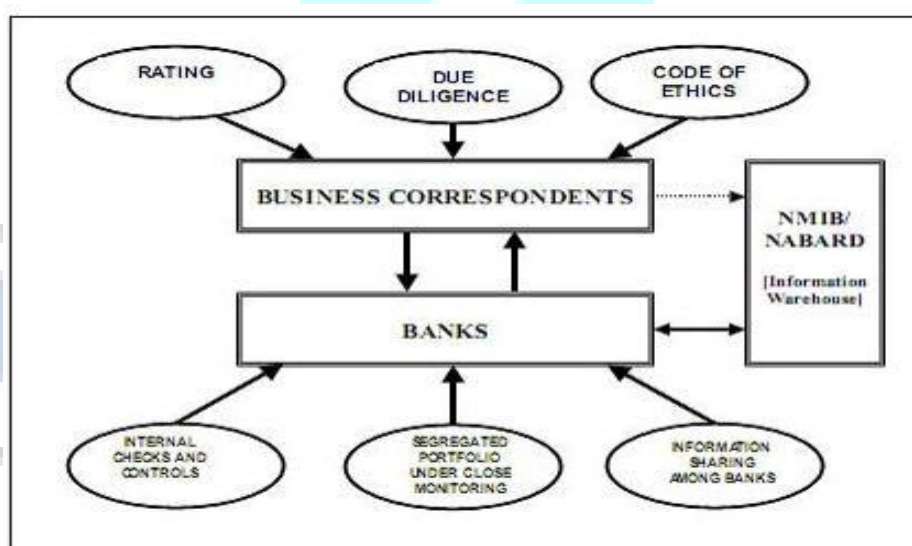 RATING
DUE
DILIGENCE
CODE OF
ETHICS
BUSINESS CORRESPONDENTS
NMIB/
NABARD
[Information
Warehouse]
BANKS
INTERNAL
CHECKS AND
CONTROLS
SEGREGATED
PORTFOLIO
UNDER CLOSE
MONITORING
INFORMATION
SHARING
AMONG BANKS